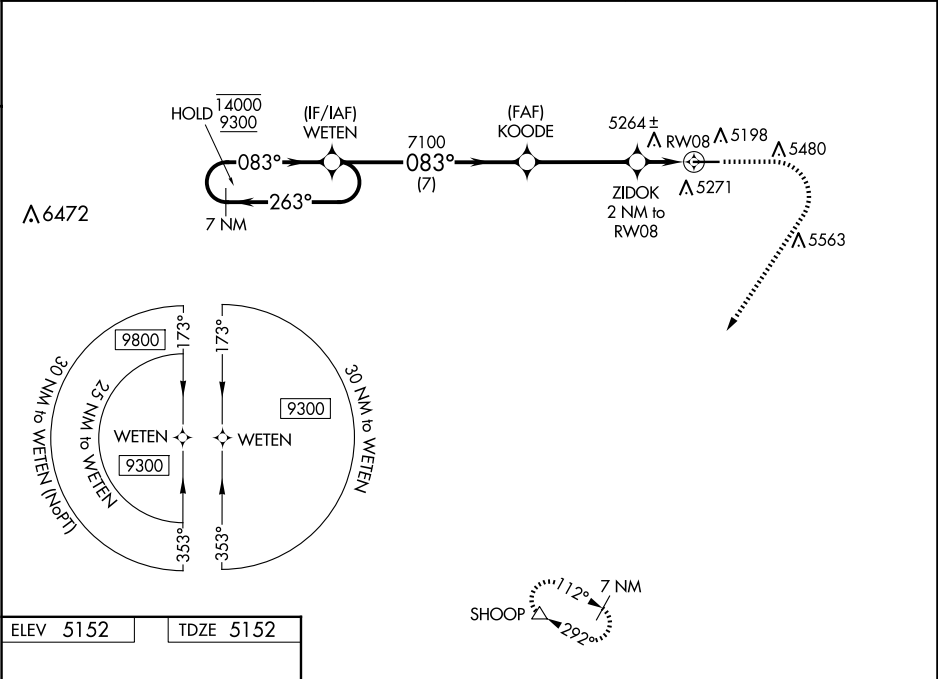 HOLD
14000
9300
(IF/IAF)
WETEN
083°
263°
7 NM
7100
083°
(7)
(FAF)
KOODE
5264 ±
RW08
5198
5480
5271
ZIDOK
2 NM to
RW08
5563
6472
30 NM to WETEN (NoPT)
9800
173°
25 NM to WETEN
WETEN
9300
353°
173°
WETEN
9300
30 NM to WETEN
353°
SHOOP
112°
7 NM
292°
ELEV 5152
TDZE 5152